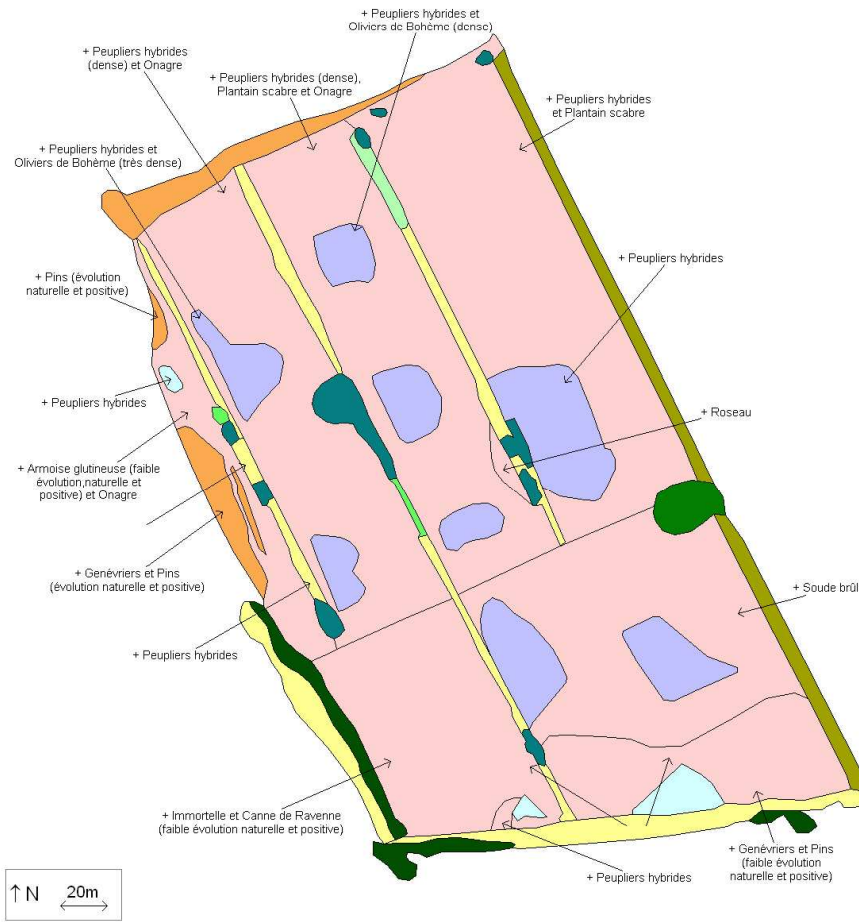 + Peupliers hybrides et
Oliviers de Bohème (dense)
+ Peupliers hybrides
(dense) et Onagre
+ Peupliers hybrides (dense),
Plantain scabre et Onagre
+ Peupliers hybrides
et Plantain scabre
+ Peupliers hybrides et
Oliviers de Bohème (très dense)
+ Peupliers hybrides
+ Pins (évolution
naturelle et positive)
+ Peupliers hybrides
+ Roseau
+ Armoise glutineuse (faible
évolution,naturelle et
positive) et Onagre
+ Genévriers et Pins
(évolution naturelle et positive)
+ Soude brûl
+ Peupliers hybrides
+ Immortelle et Canne de Ravenne
(faible évolution naturelle et positive)
+ Genévriers et Pins
(faible évolution
naturelle et positive)
+ Peupliers hybrides
↑N 20m